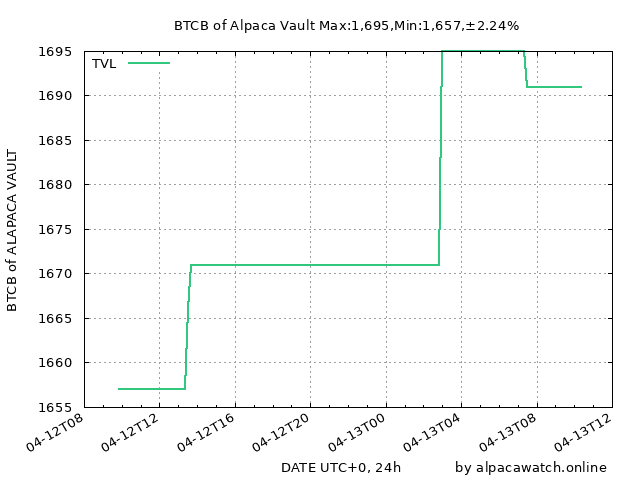 BTCB of Alpaca Vault Max:1,695,Min:1,657,±2.24%
TVL
1695
1690
1685
1680
1675
1670
1665
1660
1655
BTCB of ALAPACA VAULT
04-12T08
04-12T12
04-12T16
04-12T20
04-13T00
04-13T04
04-13T08
04-13T12
DATE UTC+0, 24h
by alpacawatch.online